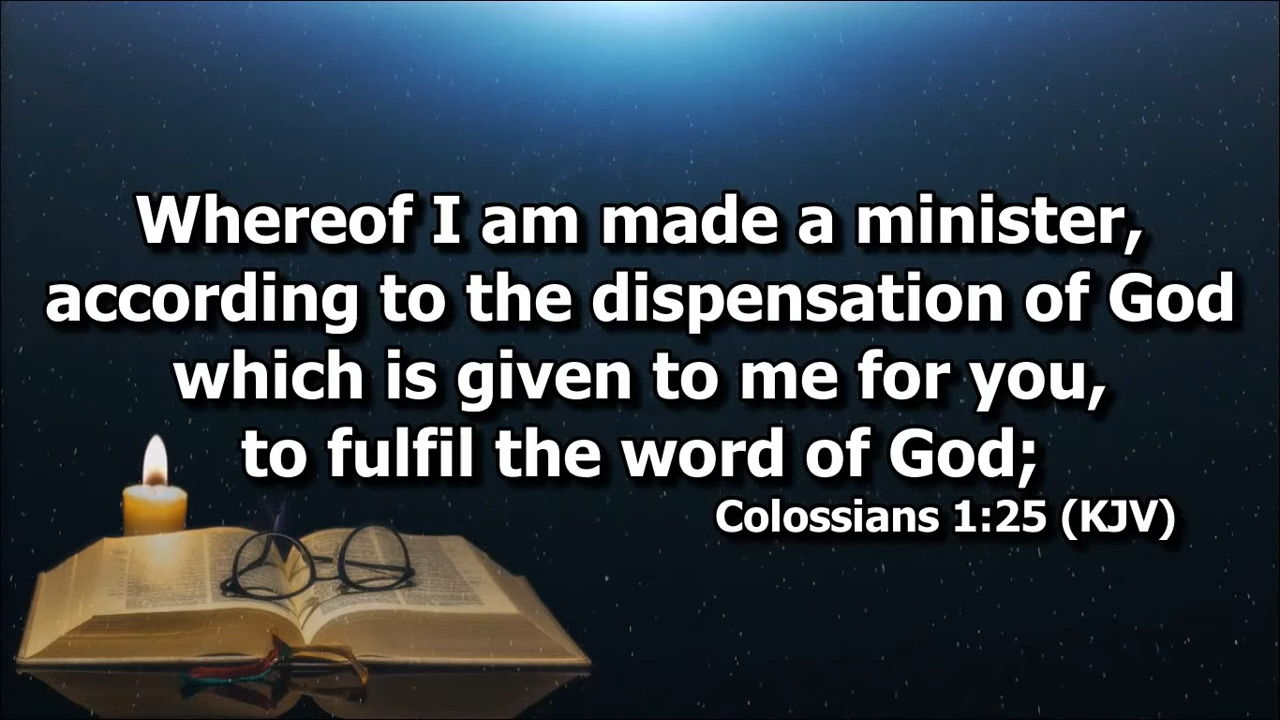 Whereof I am made a minister,
according to the dispensation of God
which is given to me for you,
to fulfil the word of God;
Colossians 1:25 (KJV)